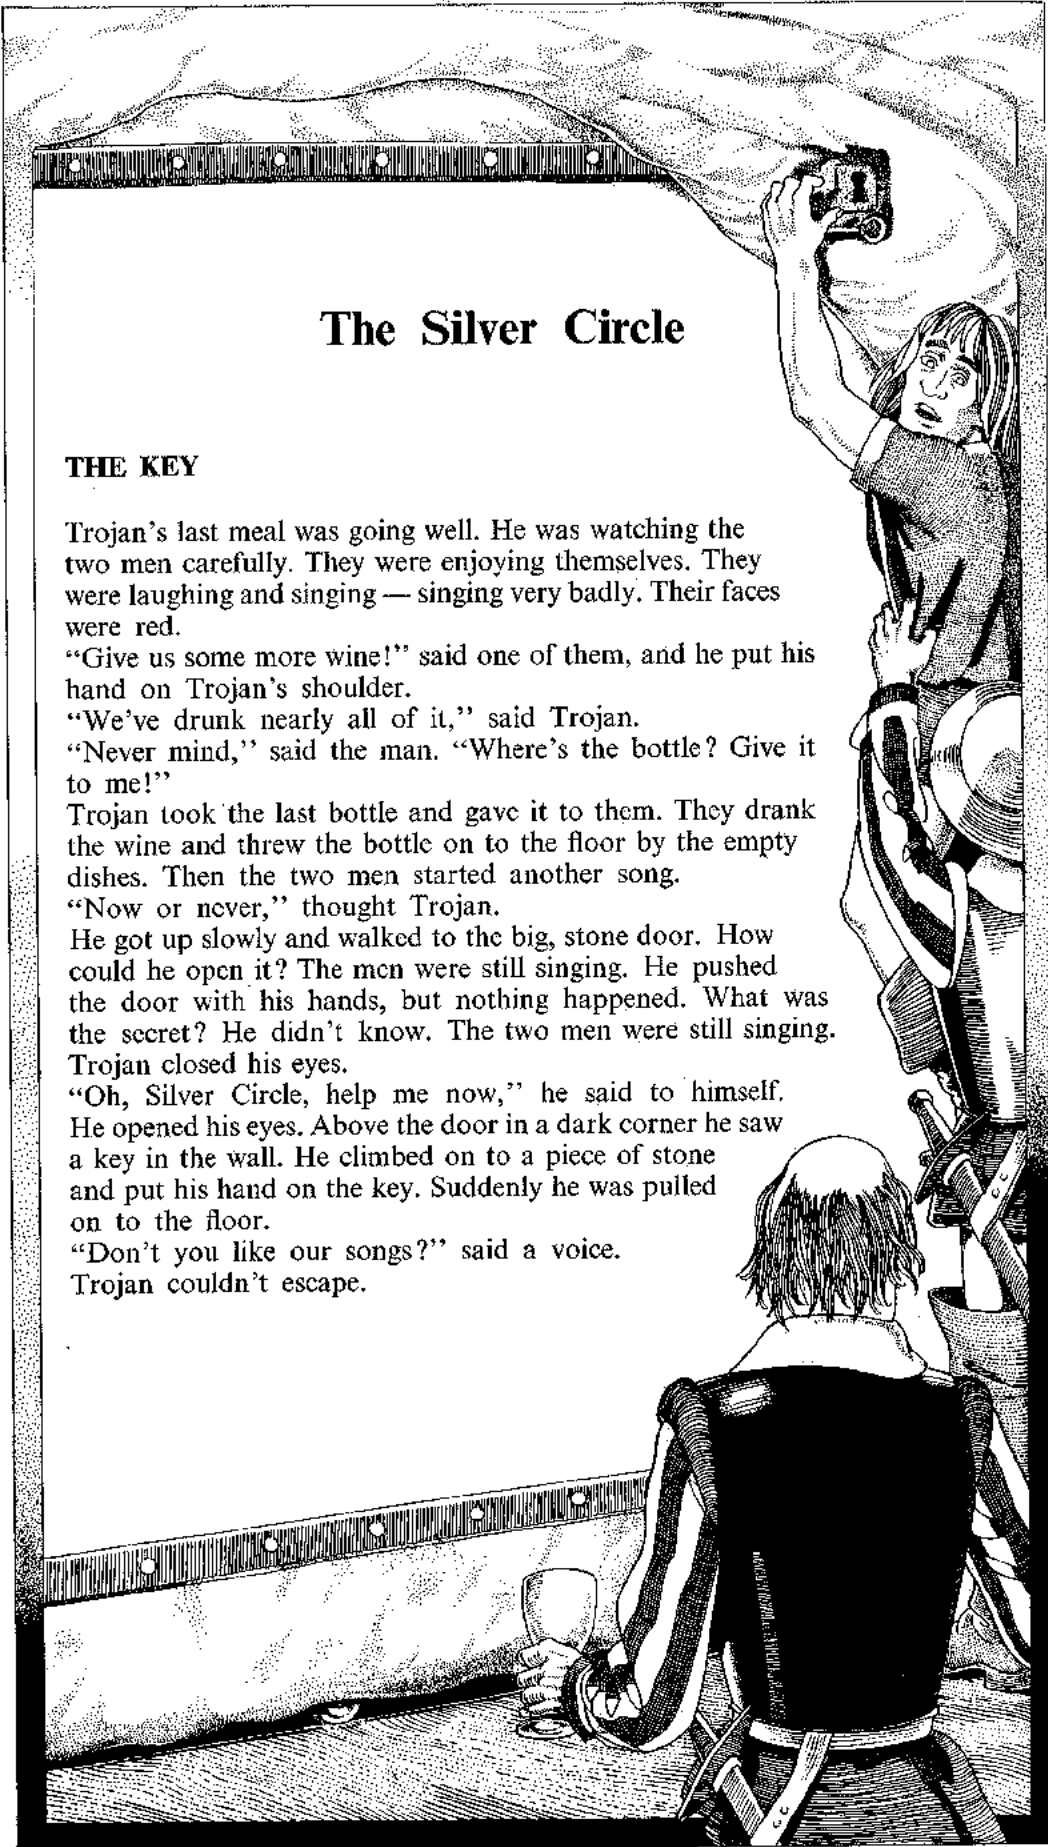 The Silver Circle
THE KEY
Trojan's last meal was going well. He was watching the
two men carefully. They were enjoying themselves. They
were laughing and singing — singing very badly. Their faces
were red.
“Give us some more wine!” said one of them, and he put his
hand on Trojan's shoulder.
“We've drunk nearly all of it,” said Trojan.
“Never mind,” said the man. “Where's the bottle? Give it
to me!”
Trojan took the last bottle and gave it to them. They drank
the wine and threw the bottle on to the floor by the empty
dishes. Then the two men started another song.
“Now or never,” thought Trojan.
He got up slowly and walked to the big, stone door. How
could he open it? The men were still singing. He pushed
the door with his hands, but nothing happened. What was
the secret? He didn't know. The two men were still singing.
Trojan closed his eyes.
“Oh, Silver Circle, help me now,” he said to himself.
He opened his eyes. Above the door in a dark corner he saw
a key in the wall. He climbed on to a piece of stone
and put his hand on the key. Suddenly he was pulled
on to the floor.
“Don't you like our songs?” said a voice.
Trojan couldn't escape.